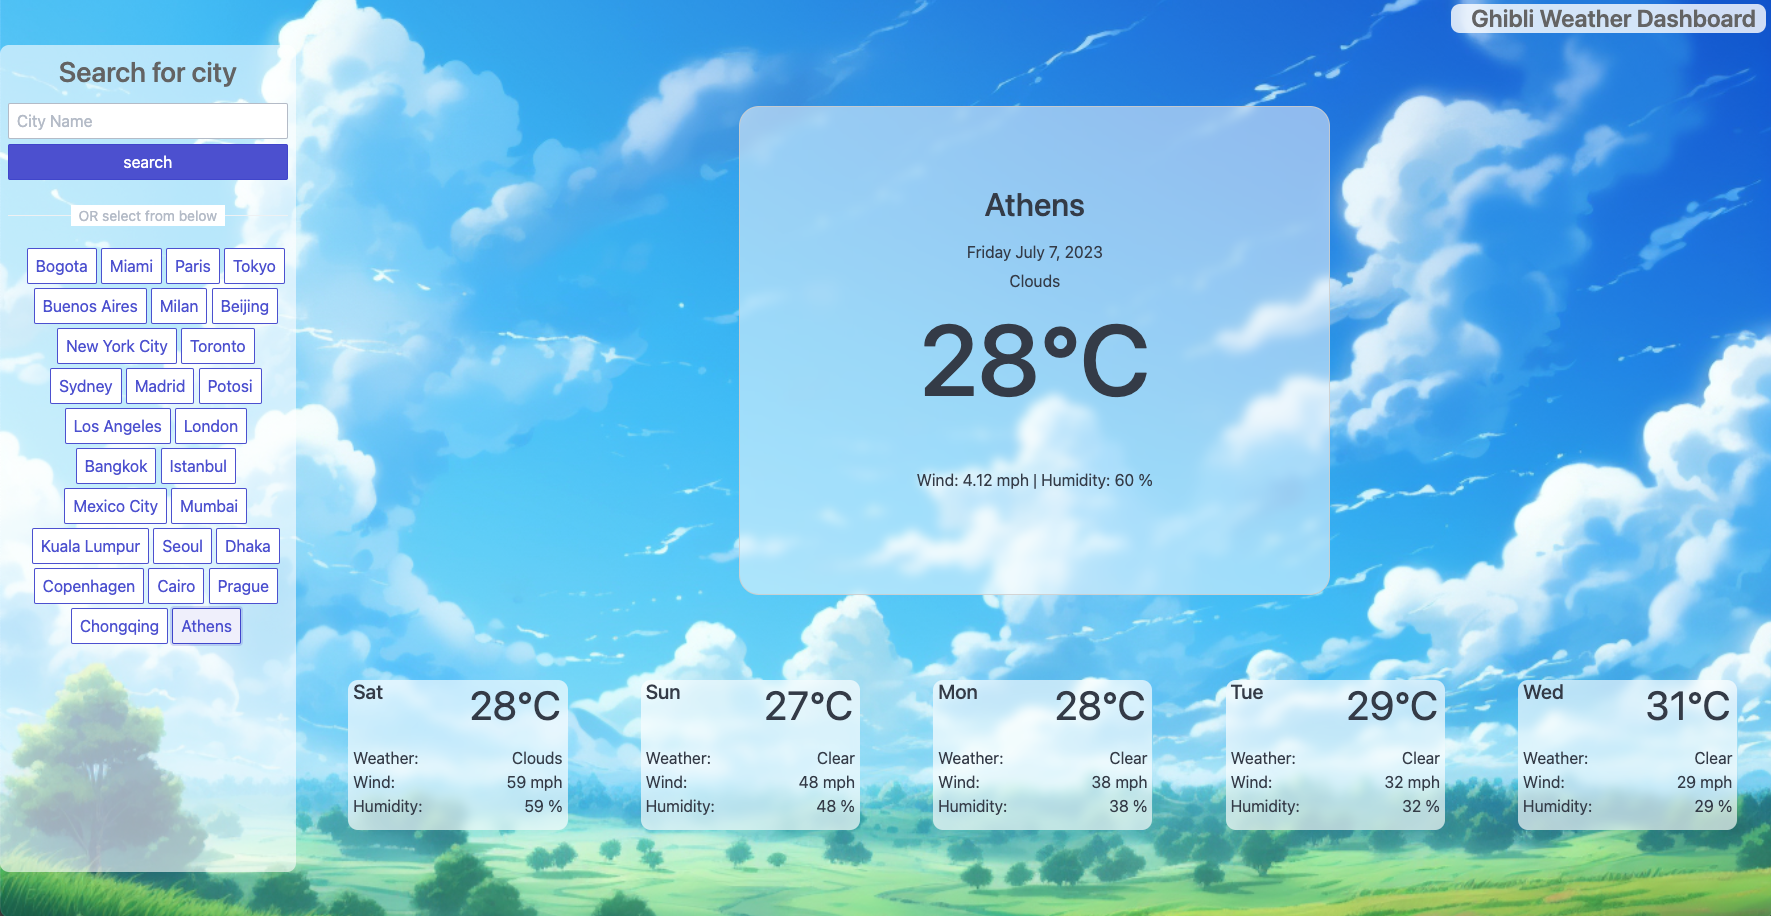 Ghibli Weather Dashboard
Search for city
City Name
search
OR select from below
Bogota Miami Paris Tokyo
Buenos Aires Milan Beijing
New York City Toronto
Sydney Madrid Potosi
Los Angeles London
Bangkok Istanbul
Mexico City Mumbai
Kuala Lumpur Seoul Dhaka
Copenhagen Cairo Prague
Chongqing Athens
Athens
Friday July 7, 2023
Clouds
28°C
Wind: 4.12 mph | Humidity: 60 %
Sat 28°C
Weather: Clouds
Wind: 59 mph
Humidity: 59 %
Sun 27°C
Weather: Clear
Wind: 48 mph
Humidity: 48 %
Mon 28°C
Weather: Clear
Wind: 38 mph
Humidity: 38 %
Tue 29°C
Weather: Clear
Wind: 32 mph
Humidity: 32 %
Wed 31°C
Weather: Clear
Wind: 29 mph
Humidity: 29 %